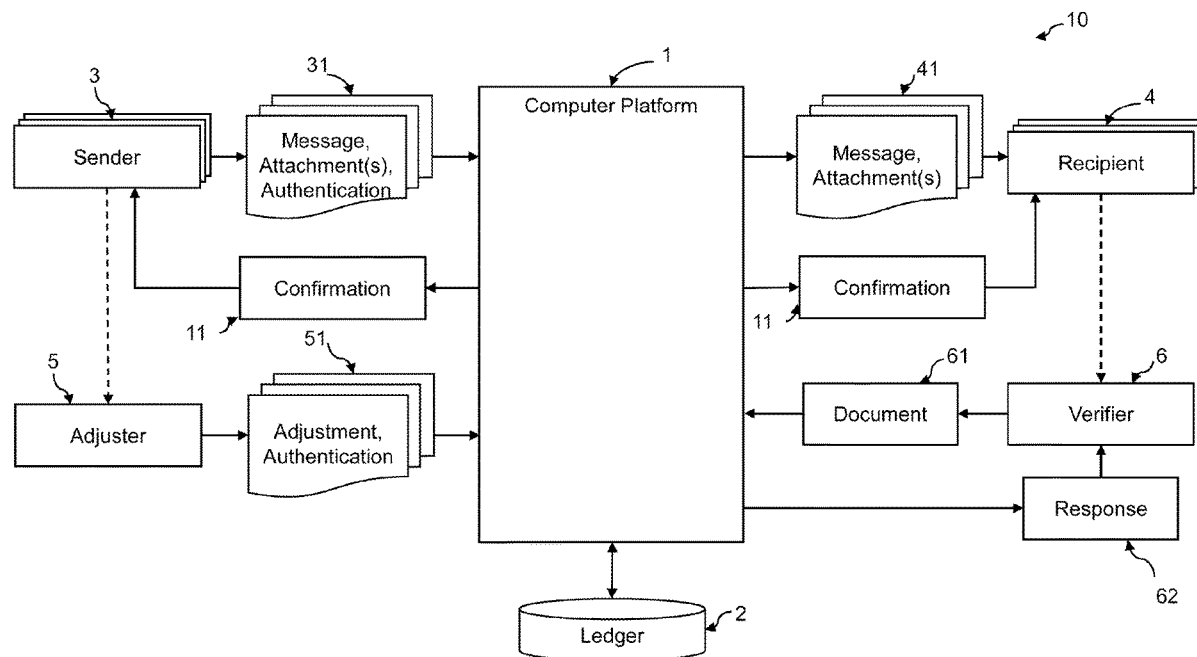 10
1
31
41
3
4
Computer Platform
Sender
Message,
Attachment(s),
Authentication
Message,
Attachment(s)
Recipient
Confirmation
Confirmation
11
11
51
61
5
6
Adjuster
Adjustment,
Authentication
Document
Verifier
Response
62
Ledger
2